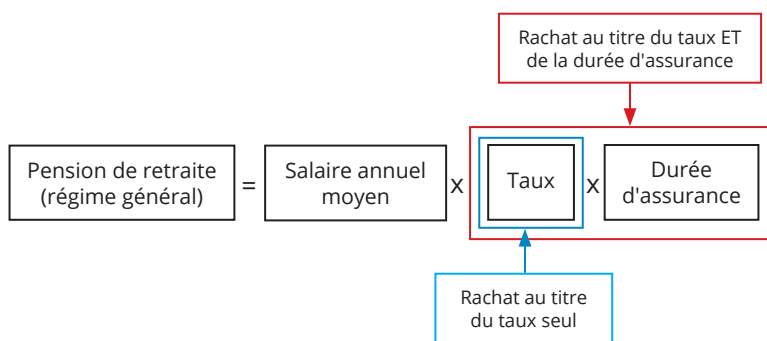 Rachat au titre du taux ET
de la durée d'assurance
Pension de retraite
(régime général)
=
Salaire annuel
moyen
x
Taux
x
Durée
d'assurance
Rachat au titre
du taux seul